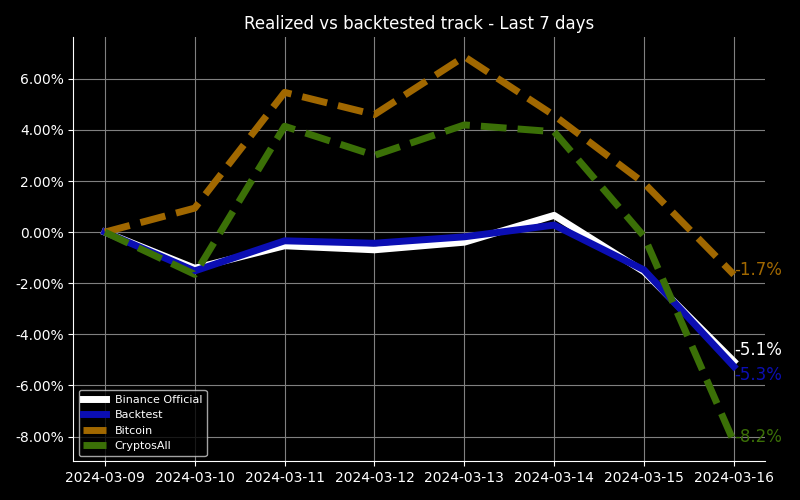 Realized vs backtested track - Last 7 days
6.00%
4.00%
2.00%
0.00%
-2.00%
-4.00%
-6.00%
-8.00%
-1.7%
-5.1%
-5.3%
-8.2%
Binance Official
Backtest
Bitcoin
CryptosAll
2024-03-09 2024-03-10 2024-03-11 2024-03-12 2024-03-13 2024-03-14 2024-03-15 2024-03-16